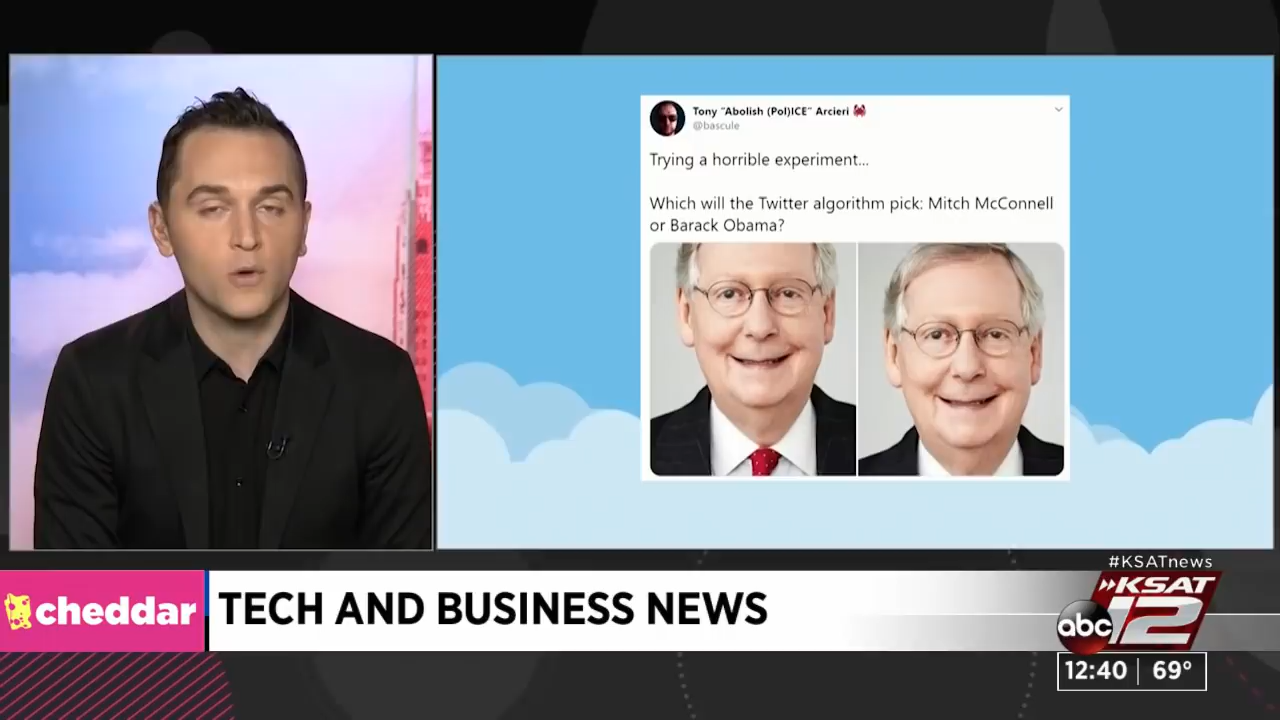 Tony "Abolish (Pol)ICE" Arcieri 🦀
@bascule
Trying a horrible experiment...
Which will the Twitter algorithm pick: Mitch McConnell
or Barack Obama?
#KSATnews
cheddar
TECH AND BUSINESS NEWS
KSAT
abc 12
12:40 69°